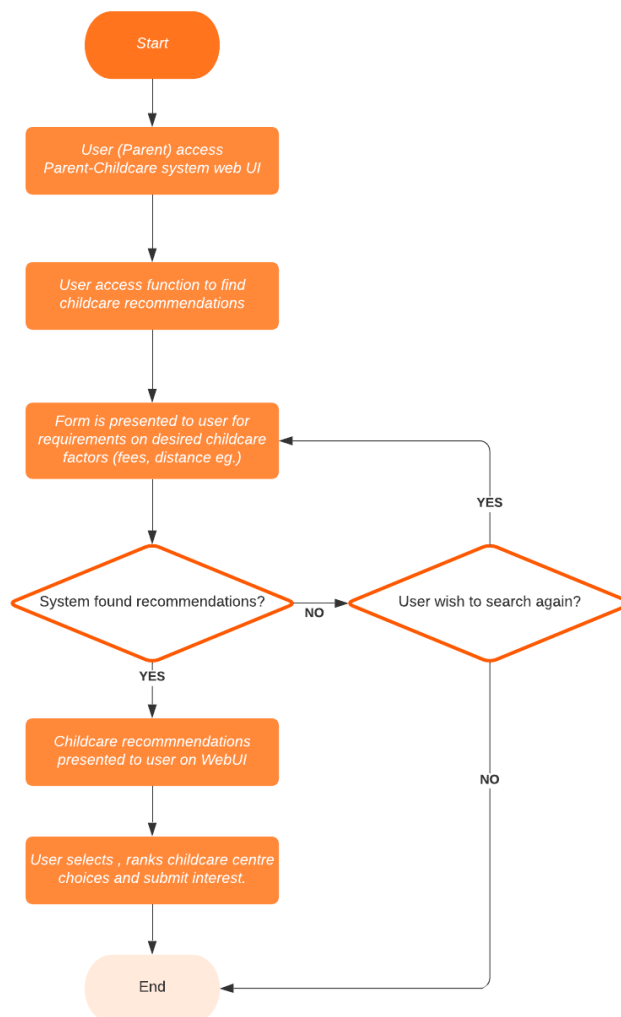 Start
User (Parent) access
Parent-Childcare system web UI
User access function to find
childcare recommendations
Form is presented to user for
requirements on desired childcare
factors (fees, distance eg.)
YES
System found recommendations?
NO
User wish to search again?
YES
Childcare recommnendations
presented to user on WebUI
NO
User selects , ranks childcare centre
choices and submit interest.
End